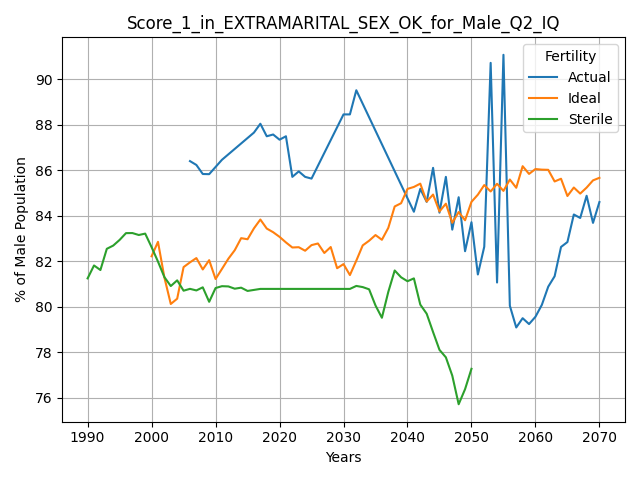 Score_1_in_EXTRAMARITAL_SEX_OK_for_Male_Q2_IQ
Fertility
Actual
Ideal
Sterile
% of Male Population
90
88
86
84
82
80
78
76
1990 2000 2010 2020 2030 2040 2050 2060 2070
Years